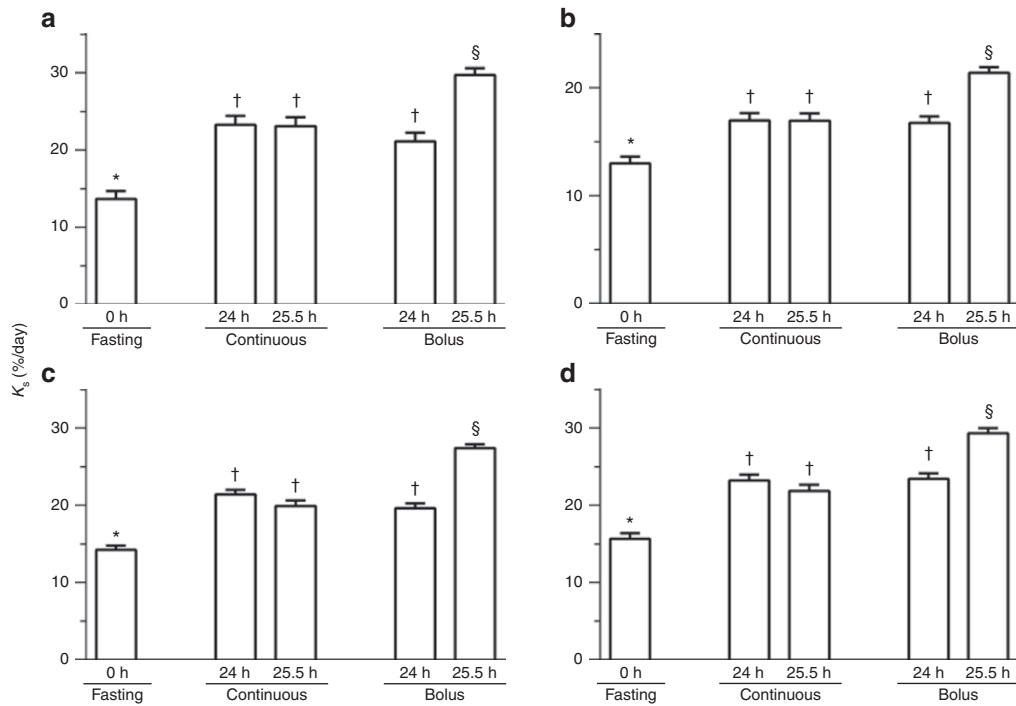 a
30
20
10
0
*
†
†
†
§
0 h
24 h
25.5 h
24 h
25.5 h
Fasting
Continuous
Bolus
b
20
10
0
*
†
†
†
§
0 h
24 h
25.5 h
24 h
25.5 h
Fasting
Continuous
Bolus
Ks (%/day)
c
30
20
10
0
*
†
†
†
§
0 h
24 h
25.5 h
24 h
25.5 h
Fasting
Continuous
Bolus
d
30
20
10
0
*
†
†
†
§
0 h
24 h
25.5 h
24 h
25.5 h
Fasting
Continuous
Bolus